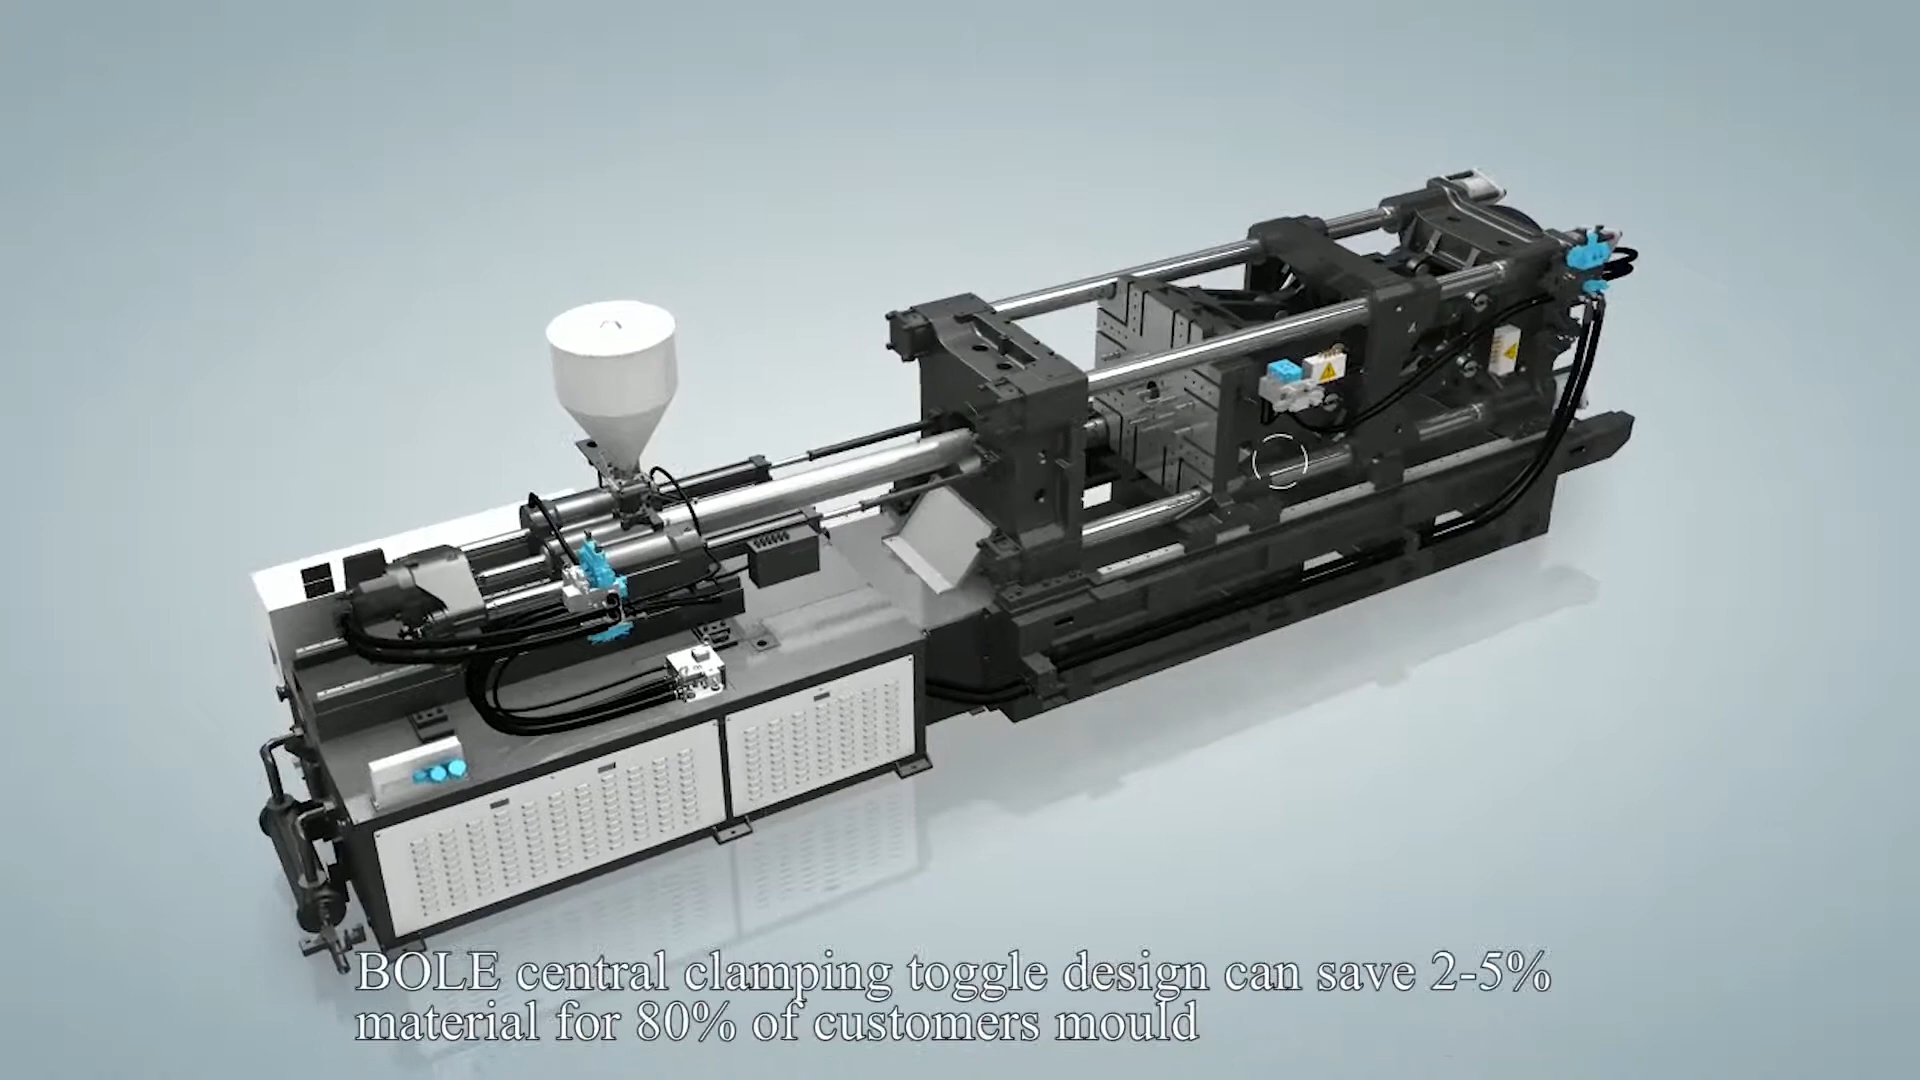 BOLE central clamping toggle design can save 2-5%
material for 80% of customers mould